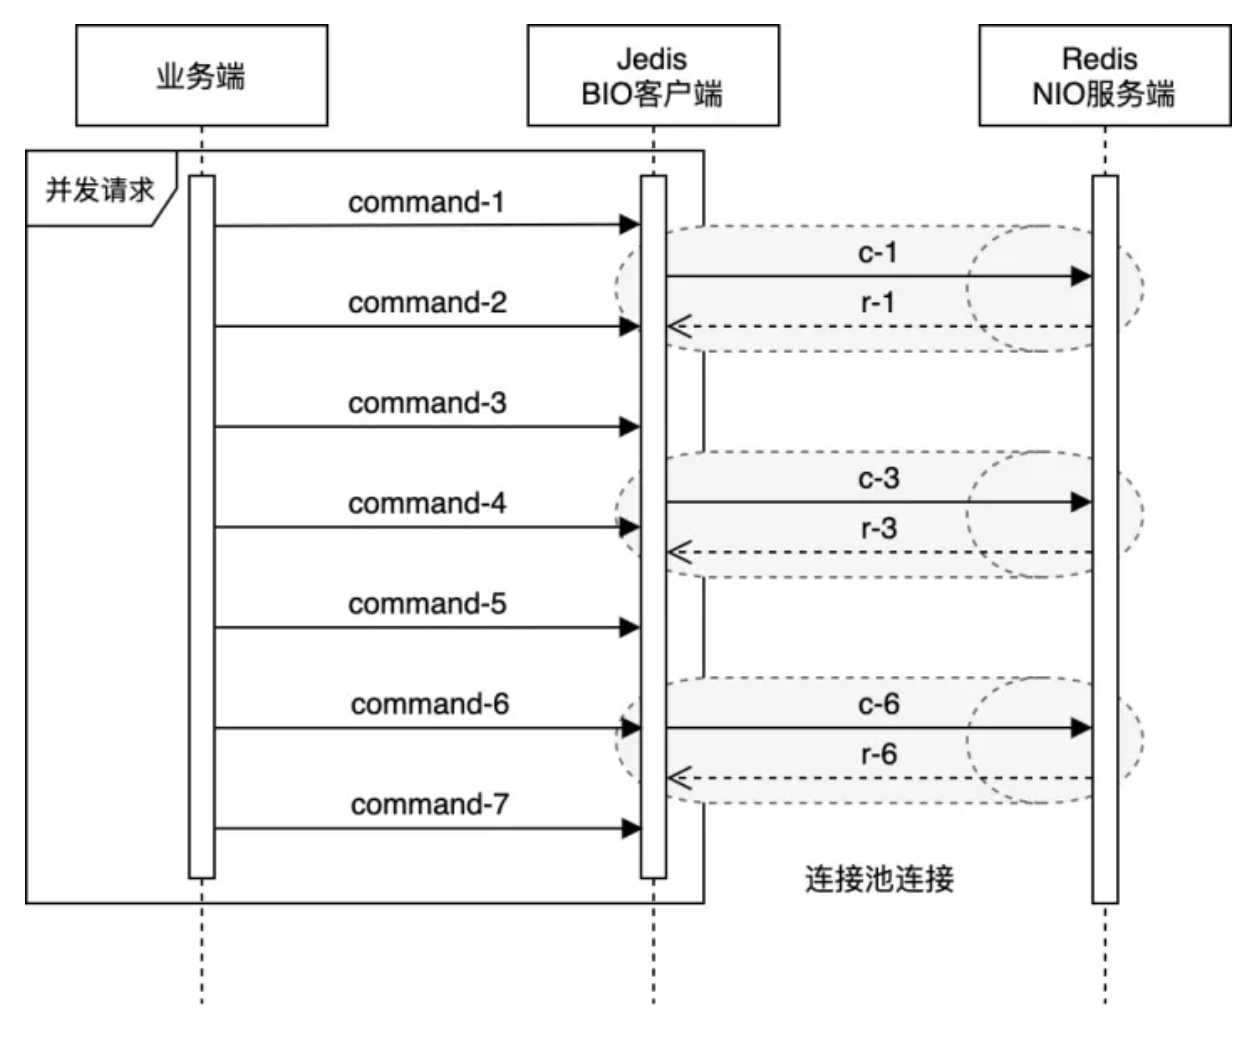 业务端
Jedis
BIO客户端
Redis
NIO服务端
并发请求
command-1
c-1
command-2
r-1
command-3
c-3
command-4
r-3
command-5
command-6
c-6
r-6
command-7
连接池连接